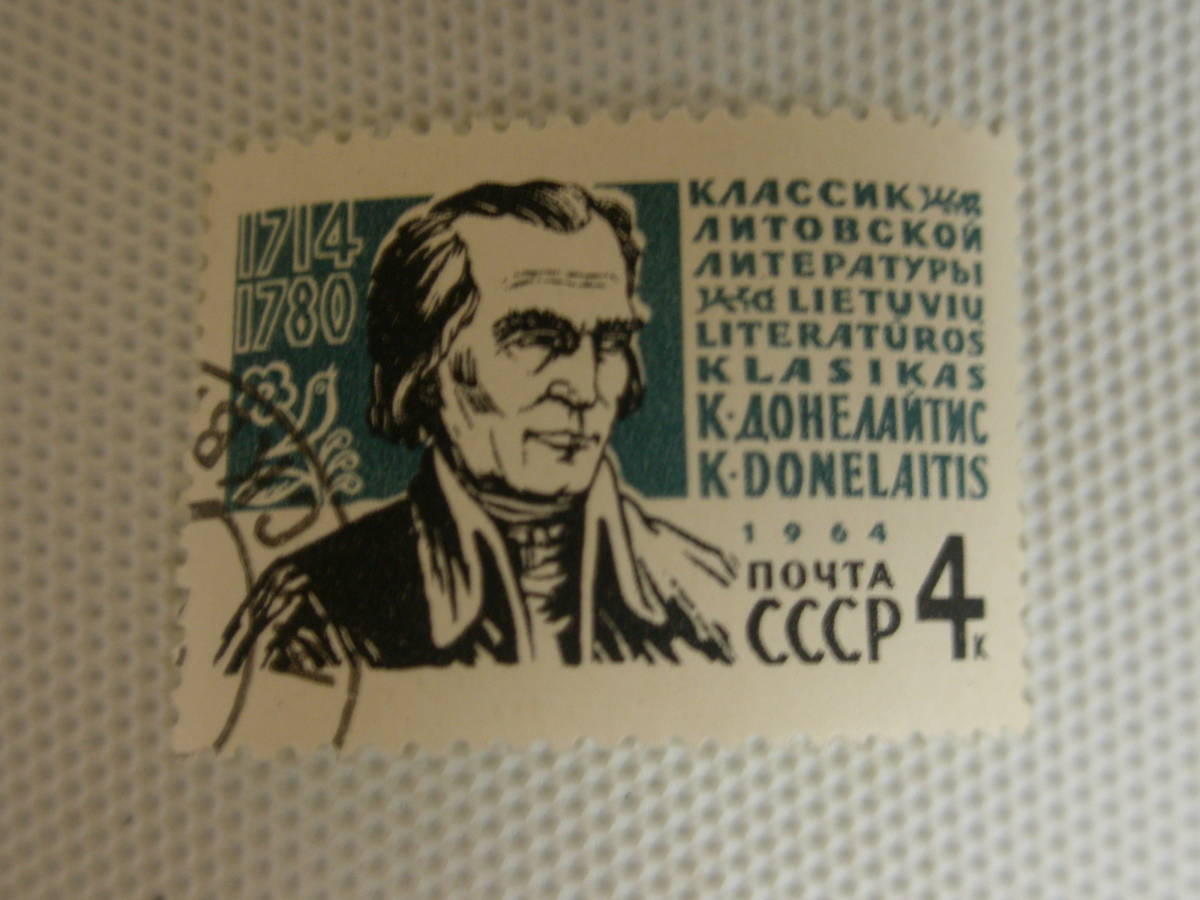 1714
1780
КЛАССИК
ЛИТОВСКОЙ
ЛИТЕРАТУРЫ
LIETUVIŲ
LITERATŪROS
KLASIKAS
К·ДОНЕЛАЙТИС
K·DONELAITIS
1964
ПОЧТА
СССР 4к